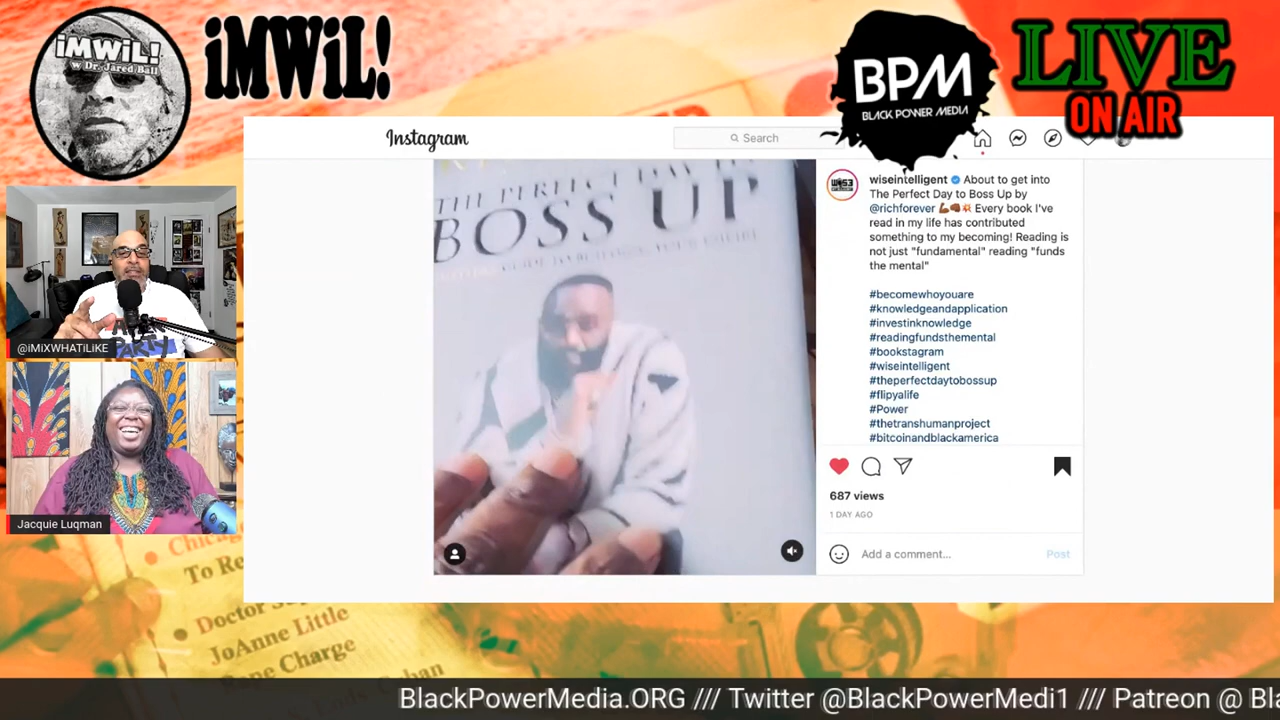 iMWiL!
w Dr. Jared Ball
iMWiL!
BPM
BLACK POWER MEDIA
LIVE
ON AIR
Instagram
Search
THE PERFECT DAY TO
BOSS UP
wiseintelligent About to get into
The Perfect Day to Boss Up by
@richforever Every book I've
read in my life has contributed
something to my becoming! Reading is
not just "fundamental" reading "funds
the mental"
#becomewhoyouare
#knowledgeandapplication
#investinknowledge
#readingfundsthemental
#bookstagram
#wiseintelligent
#theperfectdaytobossup
#flipyalife
#Power
#thetranshumanproject
#bitcoinandblackamerica
687 views
1 DAY AGO
Add a comment...
Post
PARTY
@iMiXWHATiLiKE
Jacquie Luqman
To Re
Doctor
JoAnne Little
Charge
BlackPowerMedia.ORG /// Twitter @BlackPowerMedi1 /// Patreon @ Bla